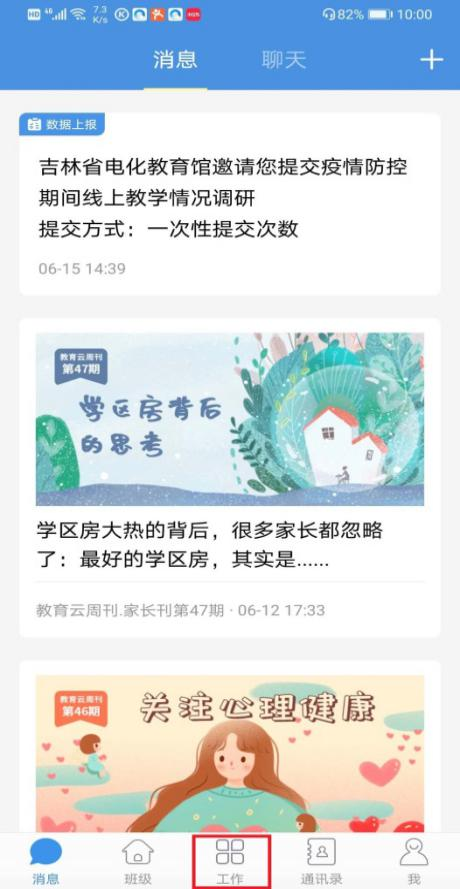 HD 4G 7.3 K/s 82% 10:00
消息 聊天
数据上报
吉林省电化教育馆邀请您提交疫情防控
期间线上教学情况调研
提交方式：一次性提交次数
06-15 14:39
教育云周刊
第47期
学区房背后
的思考
学区房大热的背后，很多家长都忽略
了：最好的学区房，其实是......
教育云周刊.家长刊第47期 · 06-12 17:33
教育云周刊
第46期
关注心理健康
消息 班级 工作 通讯录 我